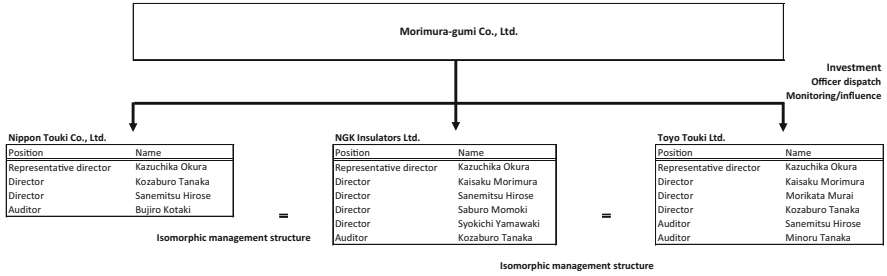 Morimura-gumi Co., Ltd.
Investment
Officer dispatch
Monitoring/influence
Nippon Touki Co., Ltd.
Position Name
Representative director Kazuchika Okura
Director Kozaburo Tanaka
Director Sanemitsu Hirose
Auditor Bujiro Kotaki
=
Isomorphic management structure
NGK Insulators Ltd.
Position Name
Representative director Kazuchika Okura
Director Kaisaku Morimura
Director Sanemitsu Hirose
Director Saburo Momoki
Director Syokichi Yamawaki
Auditor Kozaburo Tanaka
=
Isomorphic management structure
Toyo Touki Ltd.
Position Name
Representative director Kazuchika Okura
Director Kaisaku Morimura
Director Morikata Murai
Director Kozaburo Tanaka
Auditor Sanemitsu Hirose
Auditor Minoru Tanaka